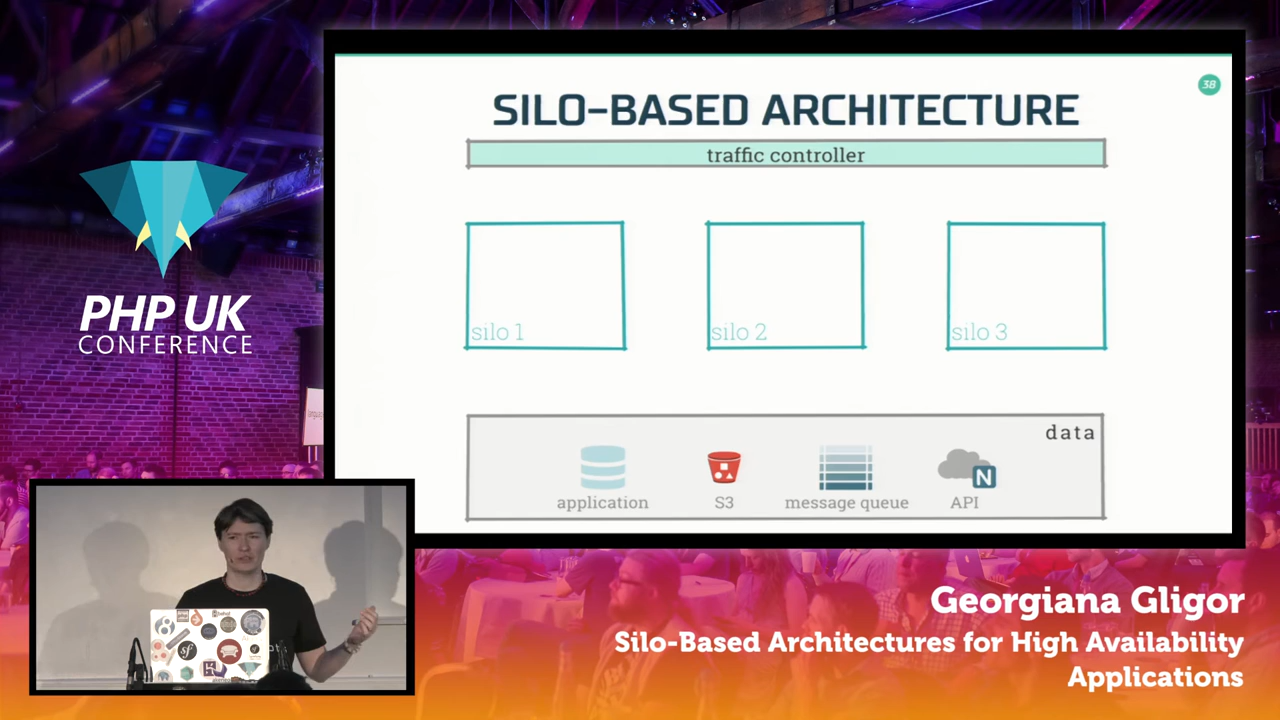 38
SILO-BASED ARCHITECTURE
traffic controller
silo 1
silo 2
silo 3
data
application
S3
message queue
N
API
PHP UK
CONFERENCE
Georgiana Gligor
Silo-Based Architectures for High Availability
Applications